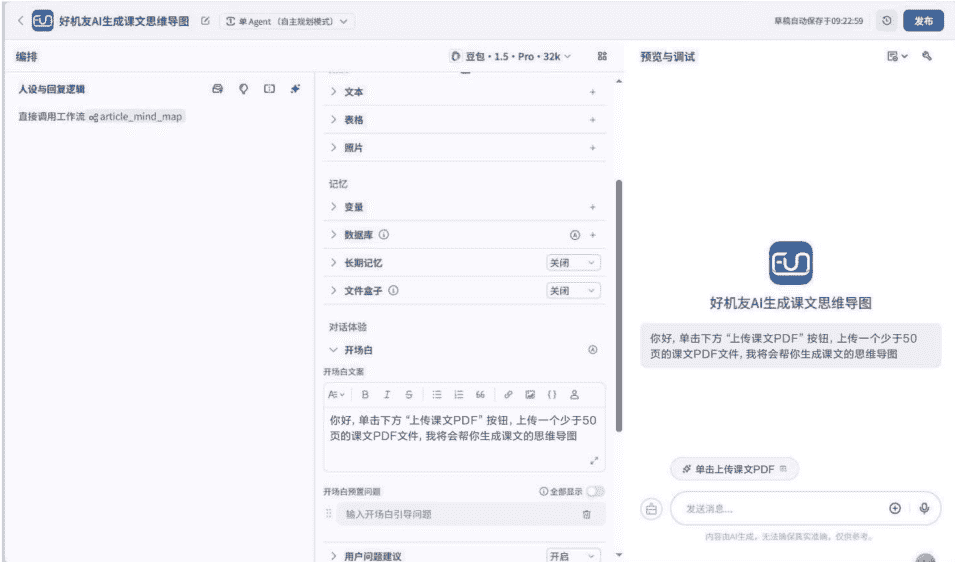 好机友AI生成课文思维导图
单 Agent（自主规划模式）
草稿自动保存于09:22:59
发布
编排
豆包・1.5・Pro・32k
预览与调试
人设与回复逻辑
直接调用工作流 article_mind_map
文本
表格
照片
记忆
变量
数据库
长期记忆
关闭
文件盒子
关闭
对话体验
开场白
开场白文案
你好, 单击下方 “上传课文PDF” 按钮, 上传一个少于50
页的课文PDF文件, 我将会帮你生成课文的思维导图
开场白预置问题
全部显示
输入开场白引导问题
用户问题建议
开启
FUN
好机友AI生成课文思维导图
你好, 单击下方 “上传课文PDF” 按钮, 上传一个少于50
页的课文PDF文件, 我将会帮你生成课文的思维导图
单击上传课文PDF
发送消息...
内容由AI生成，无法确保真实准确，仅供参考。